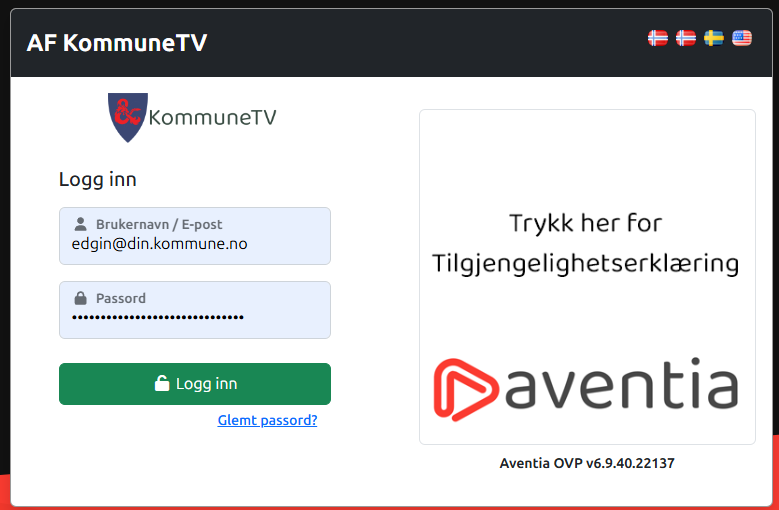 AF KommuneTV
& KommuneTV
Logg inn
Brukernavn / E-post
edgin@din.kommune.no
Passord
••••••••••••••••••••••••••••••
Logg inn
Glemt passord?
Trykk her for
Tilgjengelighetserklæring
aventia
Aventia OVP v6.9.40.22137